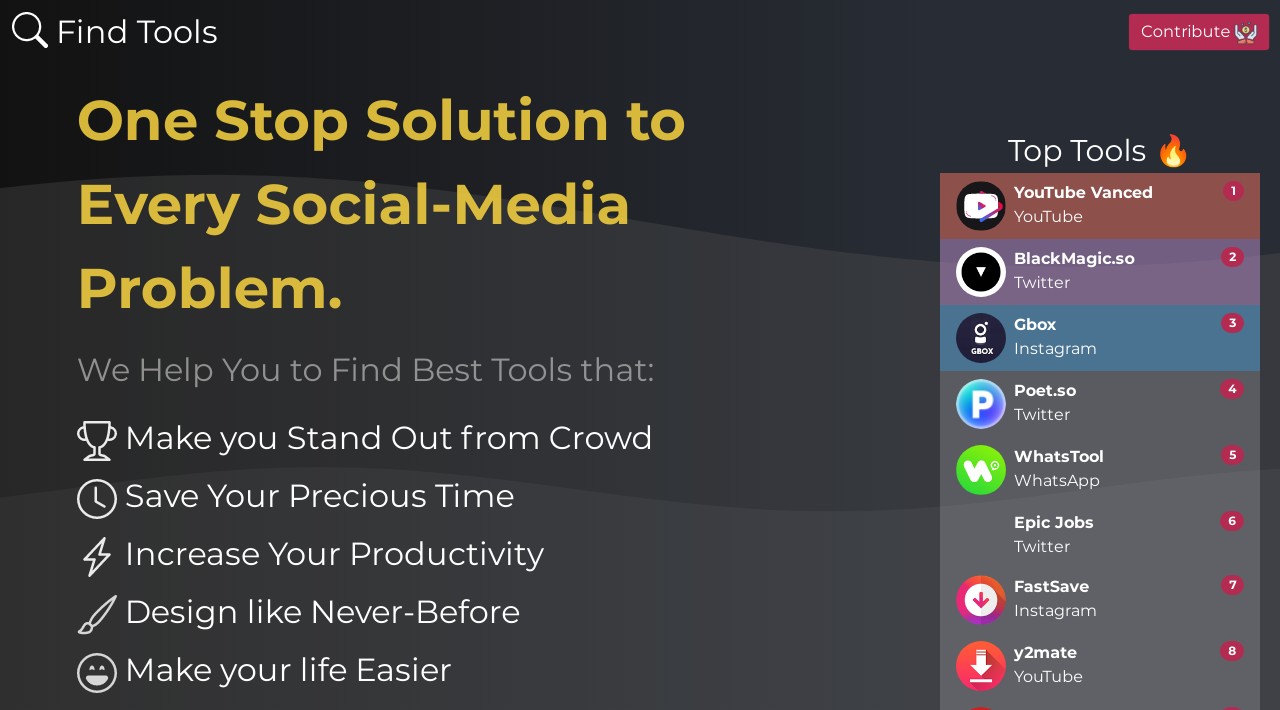 Find Tools
Contribute
One Stop Solution to
Every Social-Media
Problem.
We Help You to Find Best Tools that:
Make you Stand Out from Crowd
Save Your Precious Time
Increase Your Productivity
Design like Never-Before
Make your life Easier
Top Tools 🔥
YouTube Vanced 1
YouTube
BlackMagic.so 2
Twitter
GBOX
Gbox 3
Instagram
P
Poet.so 4
Twitter
WhatsTool 5
WhatsApp
Epic Jobs 6
Twitter
FastSave 7
Instagram
y2mate 8
YouTube